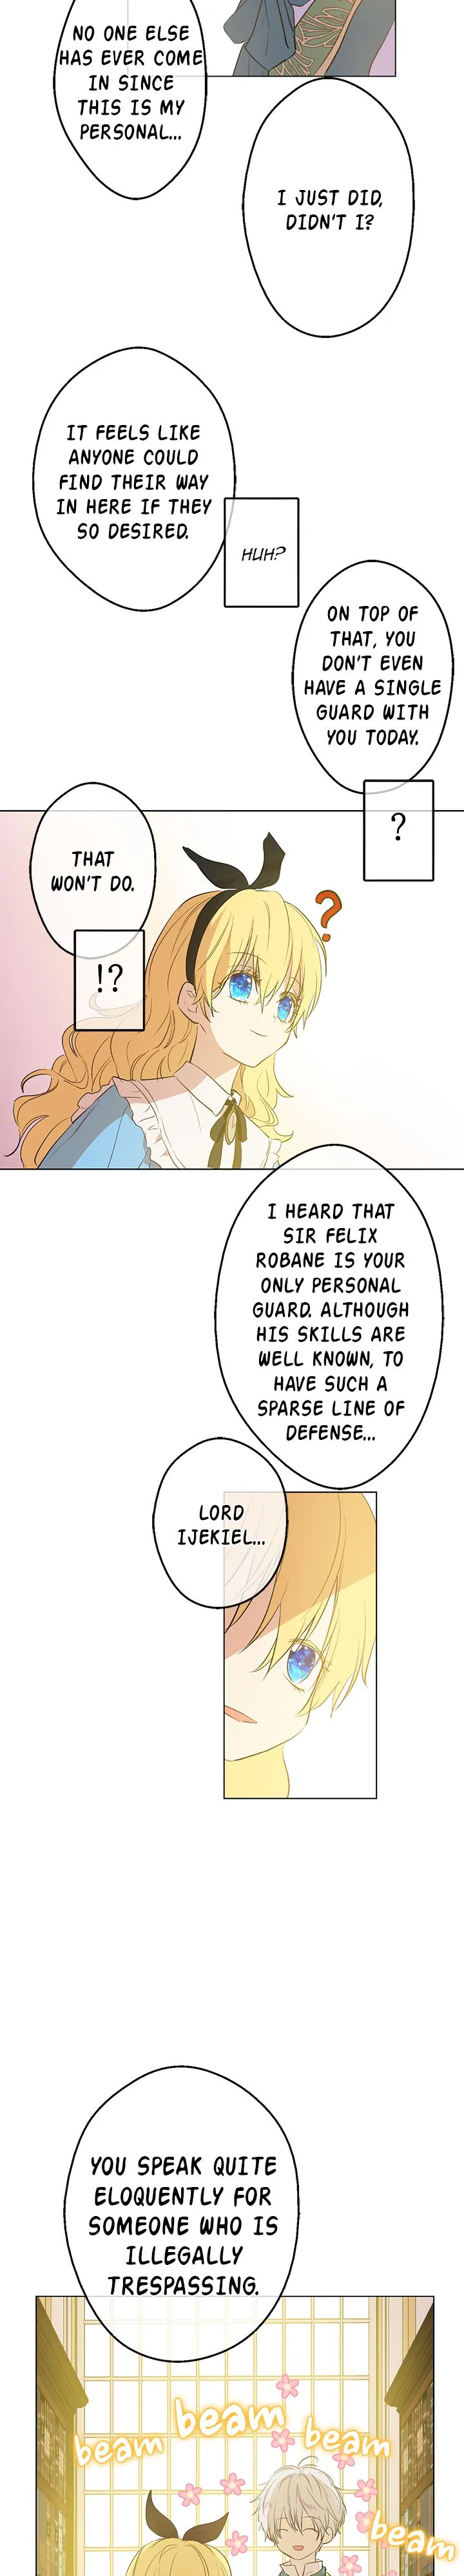 NO ONE ELSE
HAS EVER COME
IN SINCE
THIS IS MY
PERSONAL...
I JUST DID,
DIDN'T I?
IT FEELS LIKE
ANYONE COULD
FIND THEIR WAY
IN HERE IF THEY
SO DESIRED.
HUH?
ON TOP OF
THAT, YOU
DON'T EVEN
HAVE A SINGLE
GUARD WITH
YOU TODAY.
?
THAT
WON'T DO.
!?
?
I HEARD THAT
SIR FELIX
ROBANE IS YOUR
ONLY PERSONAL
GUARD. ALTHOUGH
HIS SKILLS ARE
WELL KNOWN, TO
HAVE SUCH A
SPARSE LINE OF
DEFENSE...
LORD
IJEKIEL...
YOU SPEAK QUITE
ELOQUENTLY FOR
SOMEONE WHO IS
ILLEGALLY
TRESPASSING.
beam
beam
beam
beam